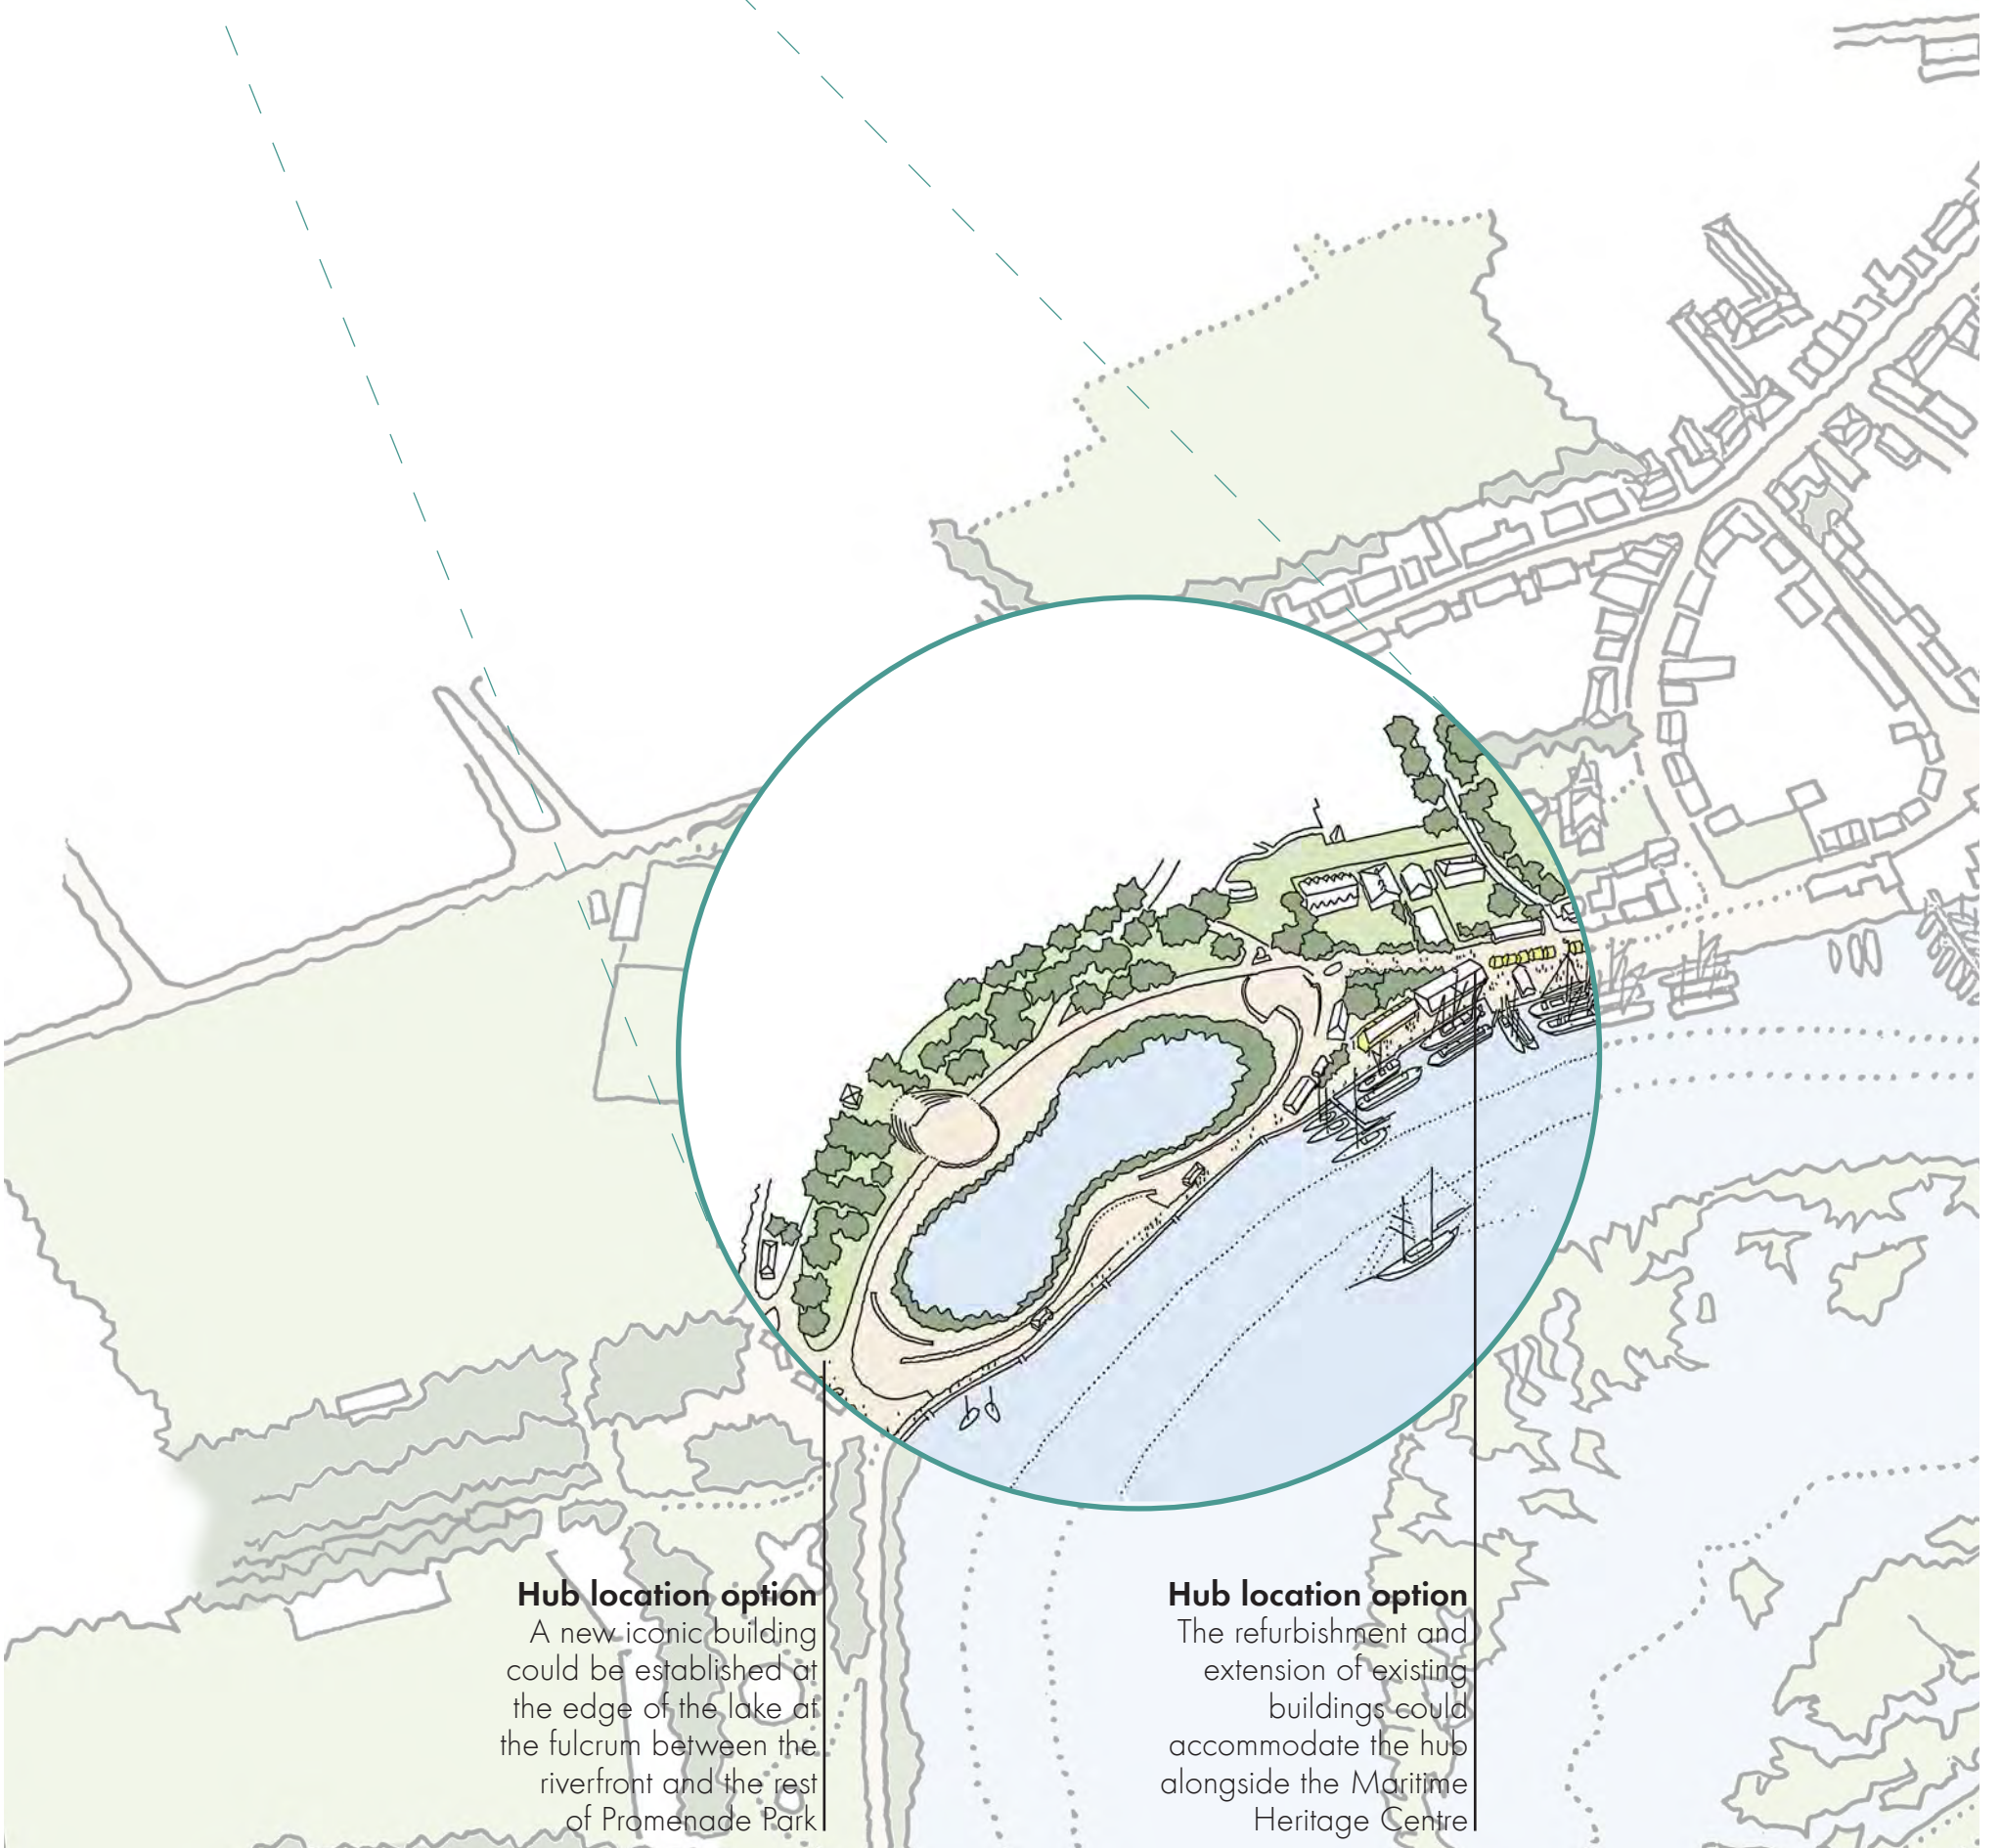 Hub location option
A new iconic building
could be established at
the edge of the lake at
the fulcrum between the
riverfront and the rest
of Promenade Park
Hub location option
The refurbishment and
extension of existing
buildings could
accommodate the hub
alongside the Maritime
Heritage Centre